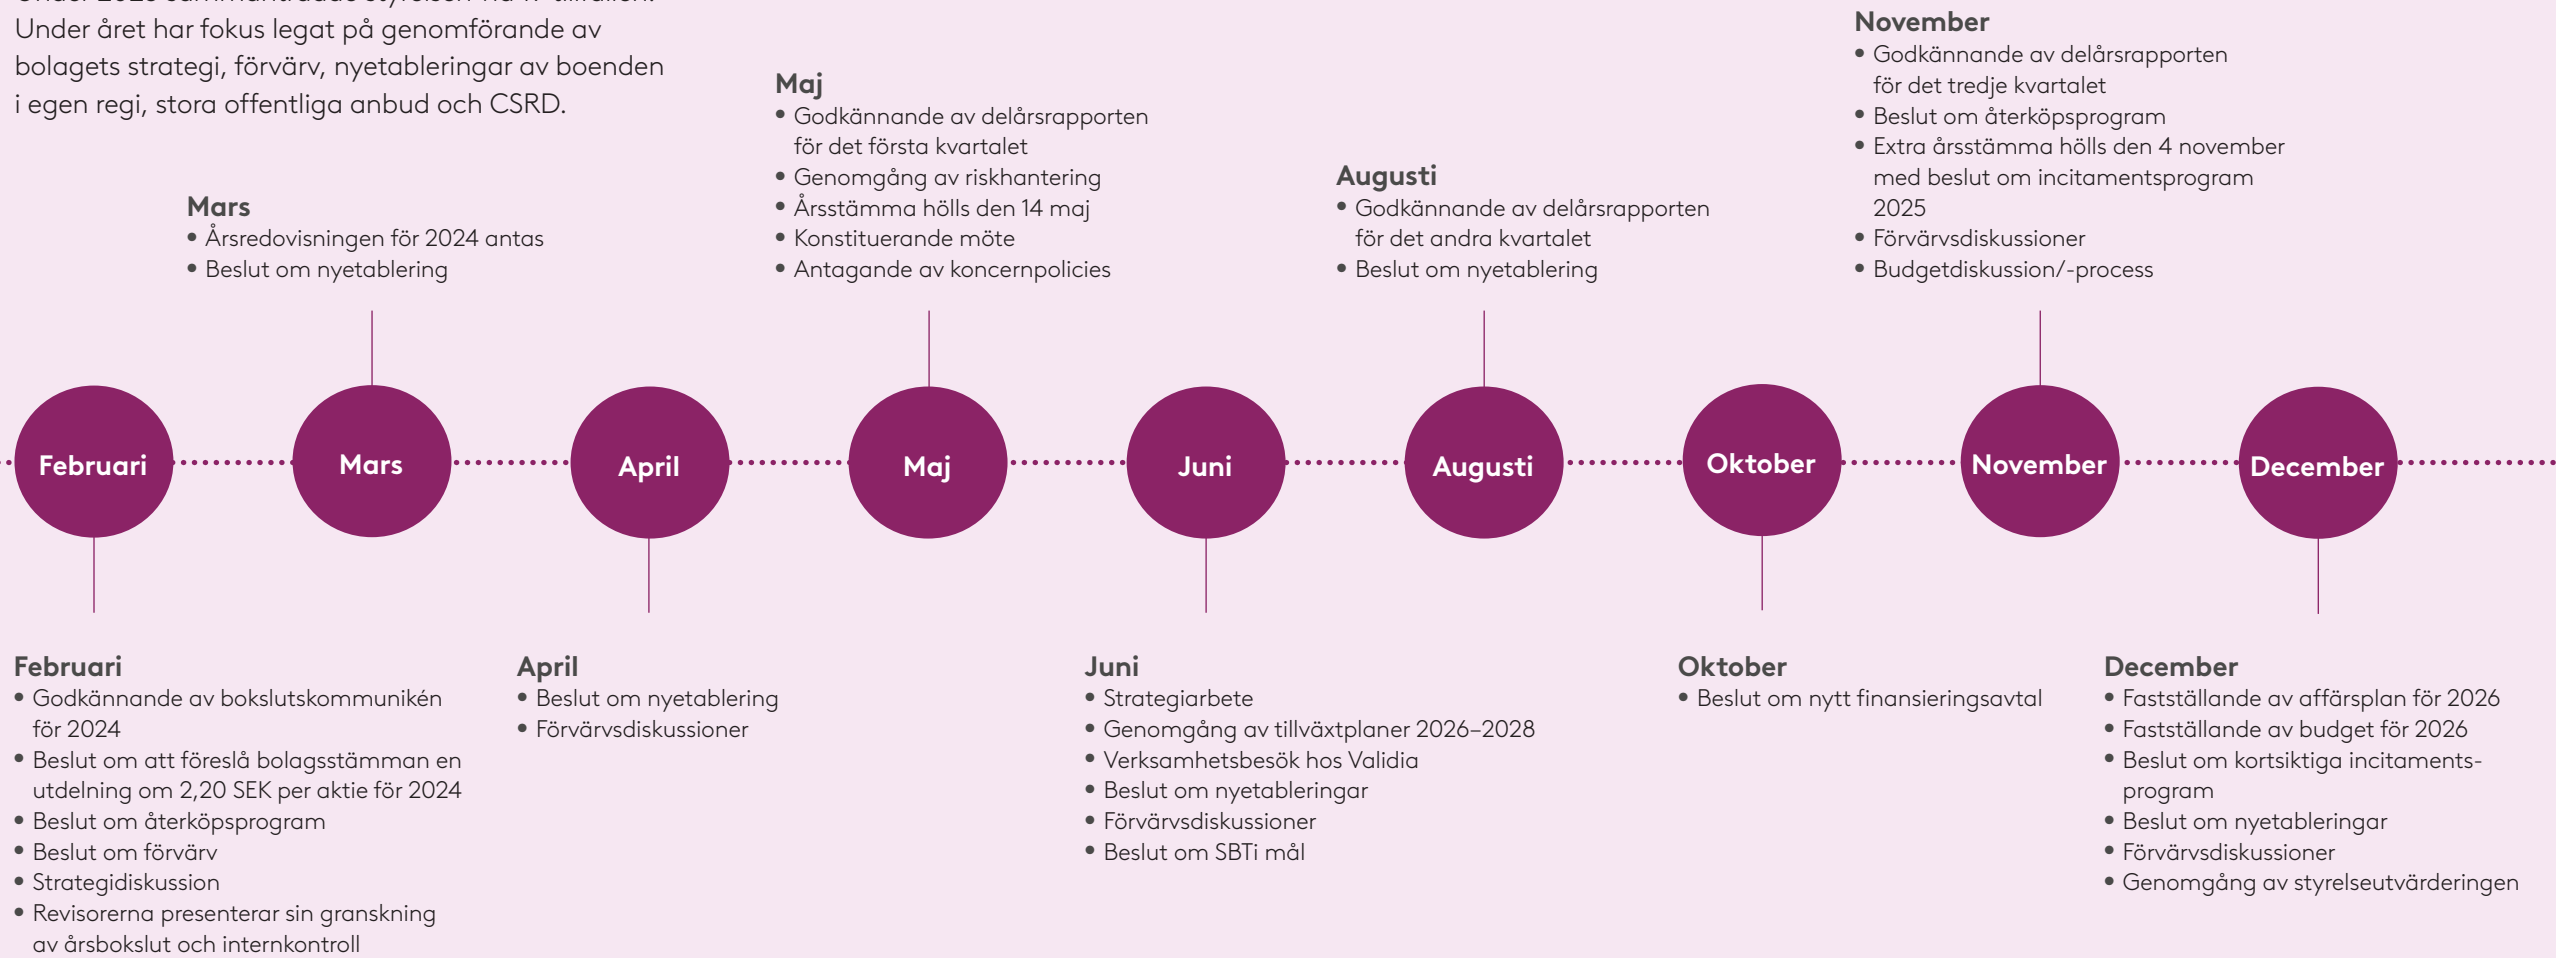 Under året har fokus legat på genomförande av
bolagets strategi, förvärv, nyetableringar av boenden
i egen regi, stora offentliga anbud och CSRD.
Mars
• Årsredovisningen för 2024 antas
• Beslut om nyetablering
Maj
• Godkännande av delårsrapporten
för det första kvartalet
• Genomgång av riskhantering
• Årsstämma hölls den 14 maj
• Konstituerande möte
• Antagande av koncernpolicies
Augusti
• Godkännande av delårsrapporten
för det andra kvartalet
• Beslut om nyetablering
November
• Godkännande av delårsrapporten
för det tredje kvartalet
• Beslut om återköpsprogram
• Extra årsstämma hölls den 4 november
med beslut om incitamentsprogram
2025
• Förvärvsdiskussioner
• Budgetdiskussion/-process
Februari
Mars
April
Maj
Juni
Augusti
Oktober
November
December
Februari
• Godkännande av bokslutskommunikén
för 2024
• Beslut om att föreslå bolagsstämman en
utdelning om 2,20 SEK per aktie för 2024
• Beslut om återköpsprogram
• Beslut om förvärv
• Strategidiskussion
• Revisorerna presenterar sin granskning
av årsbokslut och internkontroll
April
• Beslut om nyetablering
• Förvärvsdiskussioner
Juni
• Strategiarbete
• Genomgång av tillväxtplaner 2026–2028
• Verksamhetsbesök hos Validia
• Beslut om nyetableringar
• Förvärvsdiskussioner
• Beslut om SBTi mål
Oktober
• Beslut om nytt finansieringsavtal
December
• Fastställande av affärsplan för 2026
• Fastställande av budget för 2026
• Beslut om kortsiktiga incitaments-
program
• Beslut om nyetableringar
• Förvärvsdiskussioner
• Genomgång av styrelseutvärderingen